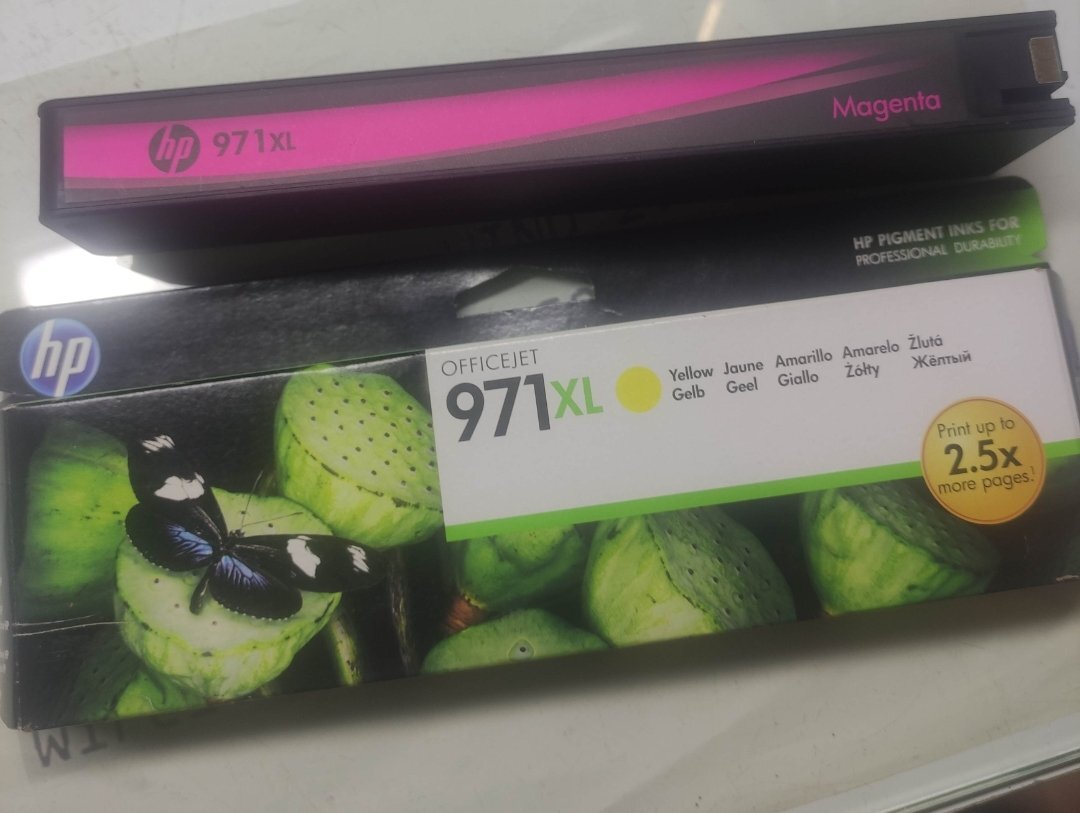 hp 971XL
Magenta
HP PIGMENT INKS FOR
PROFESSIONAL DURABILITY
hp
OFFICEJET
971XL
Yellow Jaune Amarillo Amarelo Žlutá
Gelb Geel Giallo Żółty Жёлтый
Print up to
2.5x
more pages!